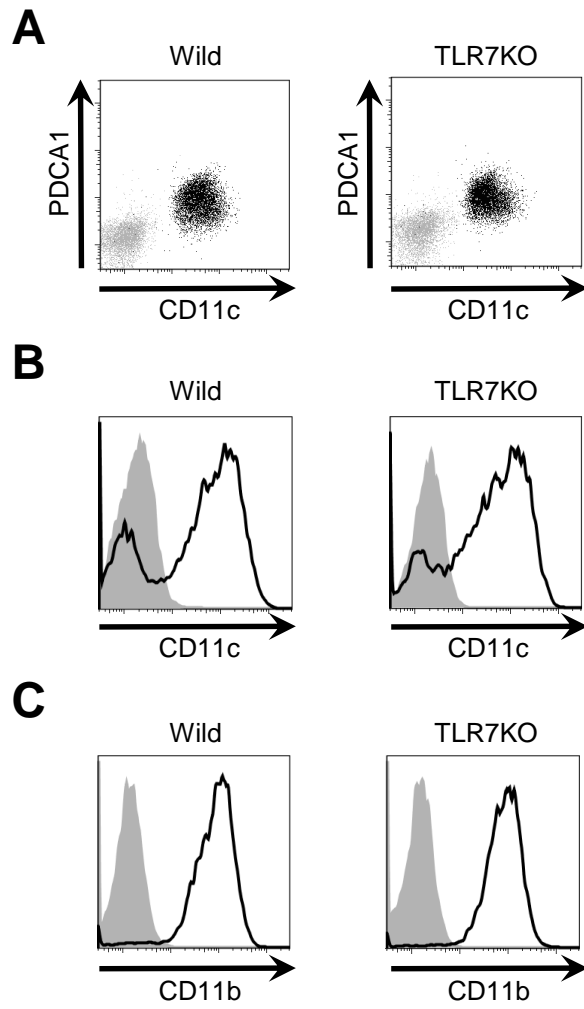 A
Wild
TLR7KO
PDCA1
PDCA1
CD11c
CD11c
B
Wild
TLR7KO
CD11c
CD11c
C
Wild
TLR7KO
CD11b
CD11b